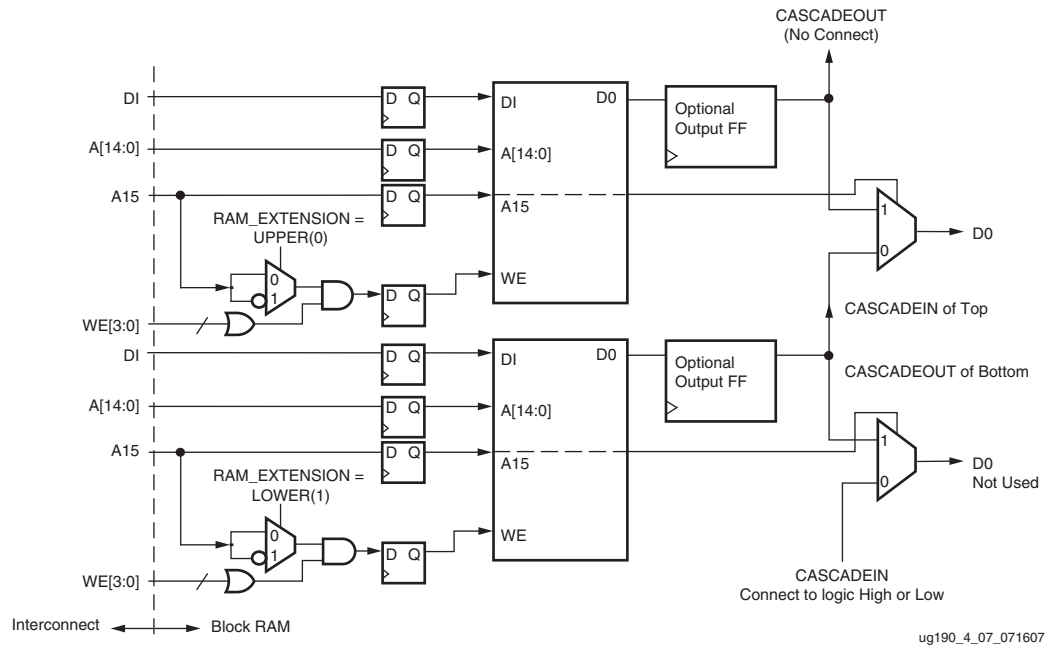 CASCADEOUT
(No Connect)
DI
D Q
DI
D0
Optional
Output FF
A[14:0]
D Q
A[14:0]
A15
D Q
A15
1
RAM_EXTENSION =
UPPER(0)
D0
0
0
1
WE
D Q
CASCADEIN of Top
WE[3:0]
DI
D Q
DI
D0
Optional
Output FF
CASCADEOUT of Bottom
A[14:0]
D Q
A[14:0]
A15
D Q
A15
1
RAM_EXTENSION =
LOWER(1)
D0
Not Used
0
0
1
WE
D Q
WE[3:0]
CASCADEIN
Connect to logic High or Low
Interconnect
Block RAM
ug190_4_07_071607